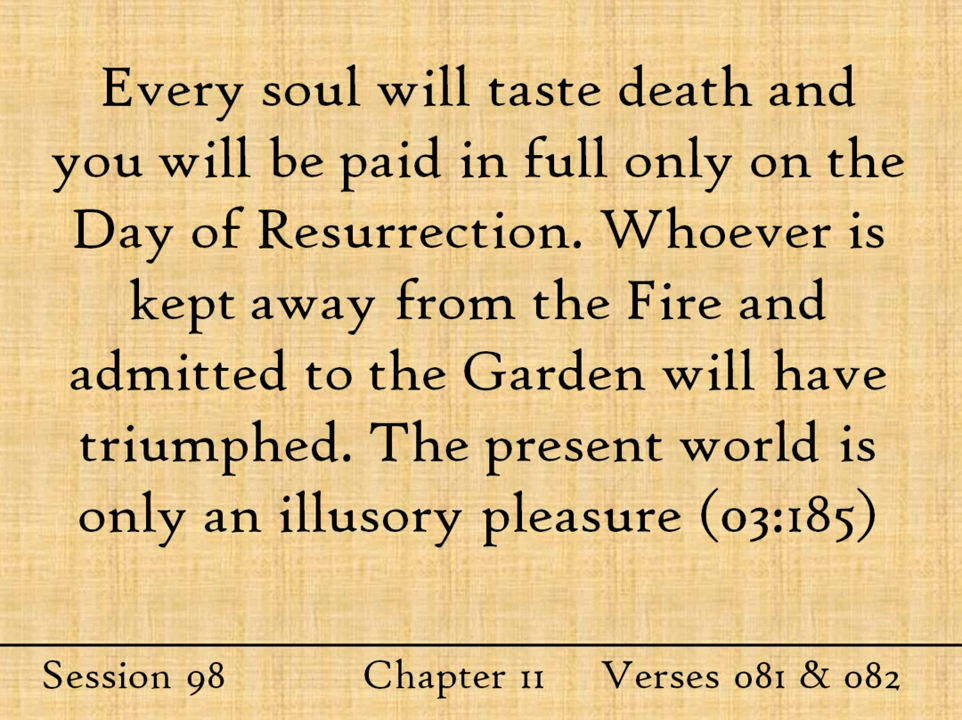 Every soul will taste death and
you will be paid in full only on the
Day of Resurrection. Whoever is
kept away from the Fire and
admitted to the Garden will have
triumphed. The present world is
only an illusory pleasure (03:185)
Session 98 Chapter 11 Verses 081 & 082